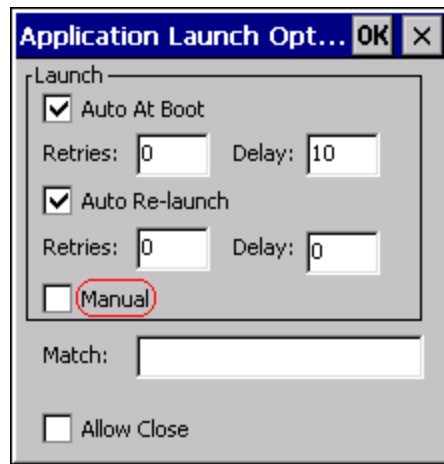 Application Launch Opt... OK ×
Launch
Auto At Boot
Retries: 0 Delay: 10
Auto Re-launch
Retries: 0 Delay: 0
Manual
Match:
Allow Close